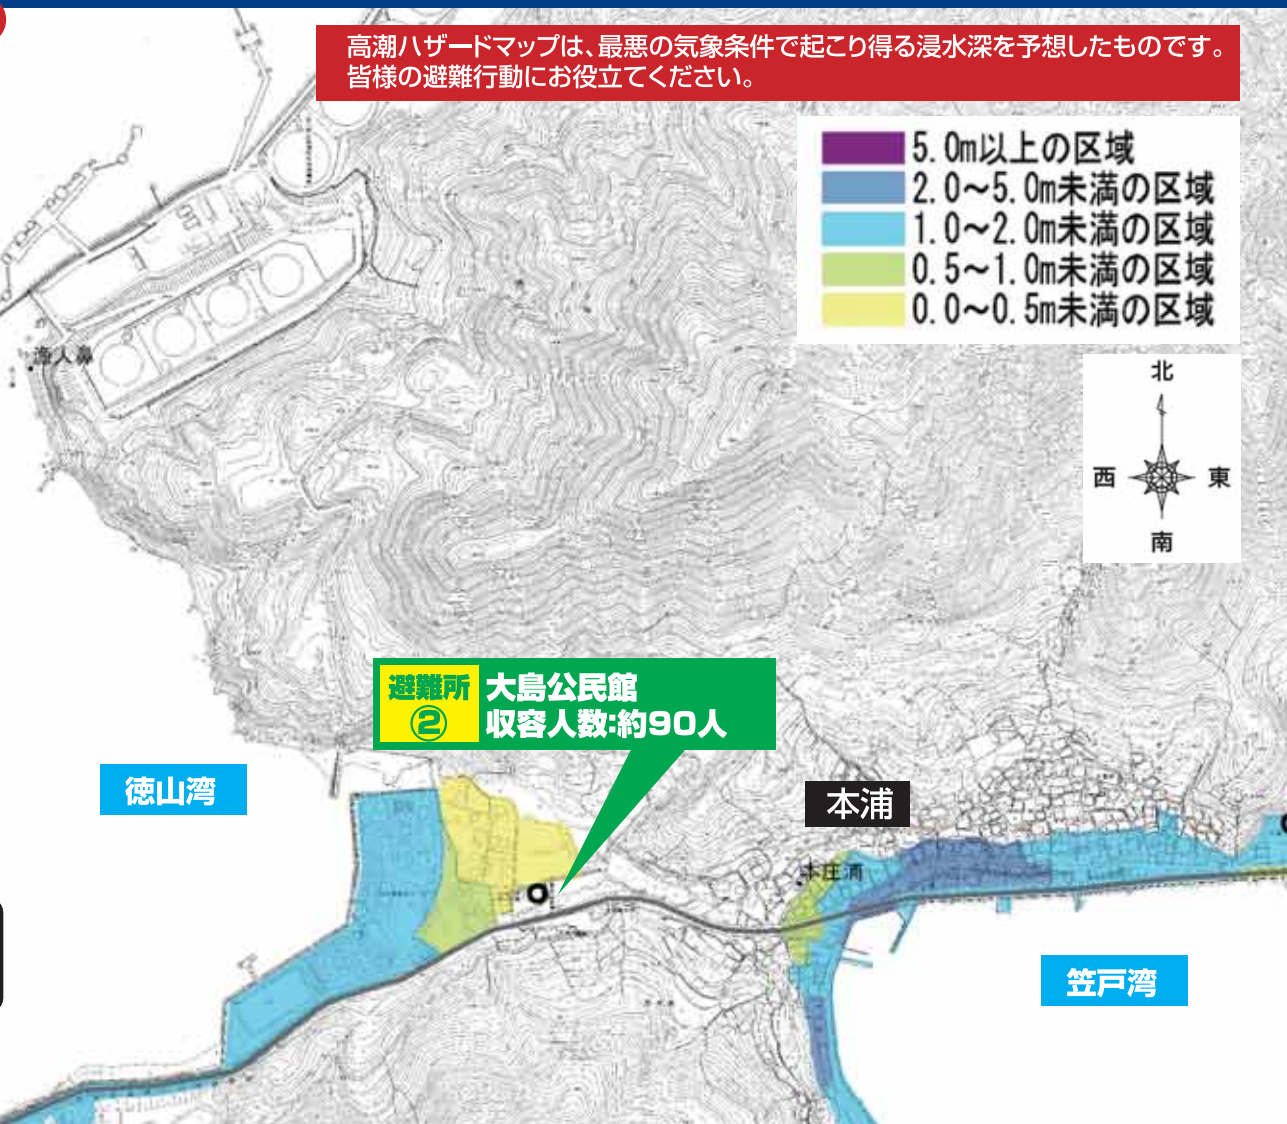 高潮ハザードマップは、最悪の気象条件で起こり得る浸水深を予想したものです。
皆様の避難行動にお役立てください。
5.0m以上の区域
2.0～5.0m未満の区域
1.0～2.0m未満の区域
0.5～1.0m未満の区域
0.0～0.5m未満の区域
北
西
東
南
漁人鼻
避難所
②
大島公民館
収容人数:約90人
徳山湾
本浦
本庄浦
笠戸湾